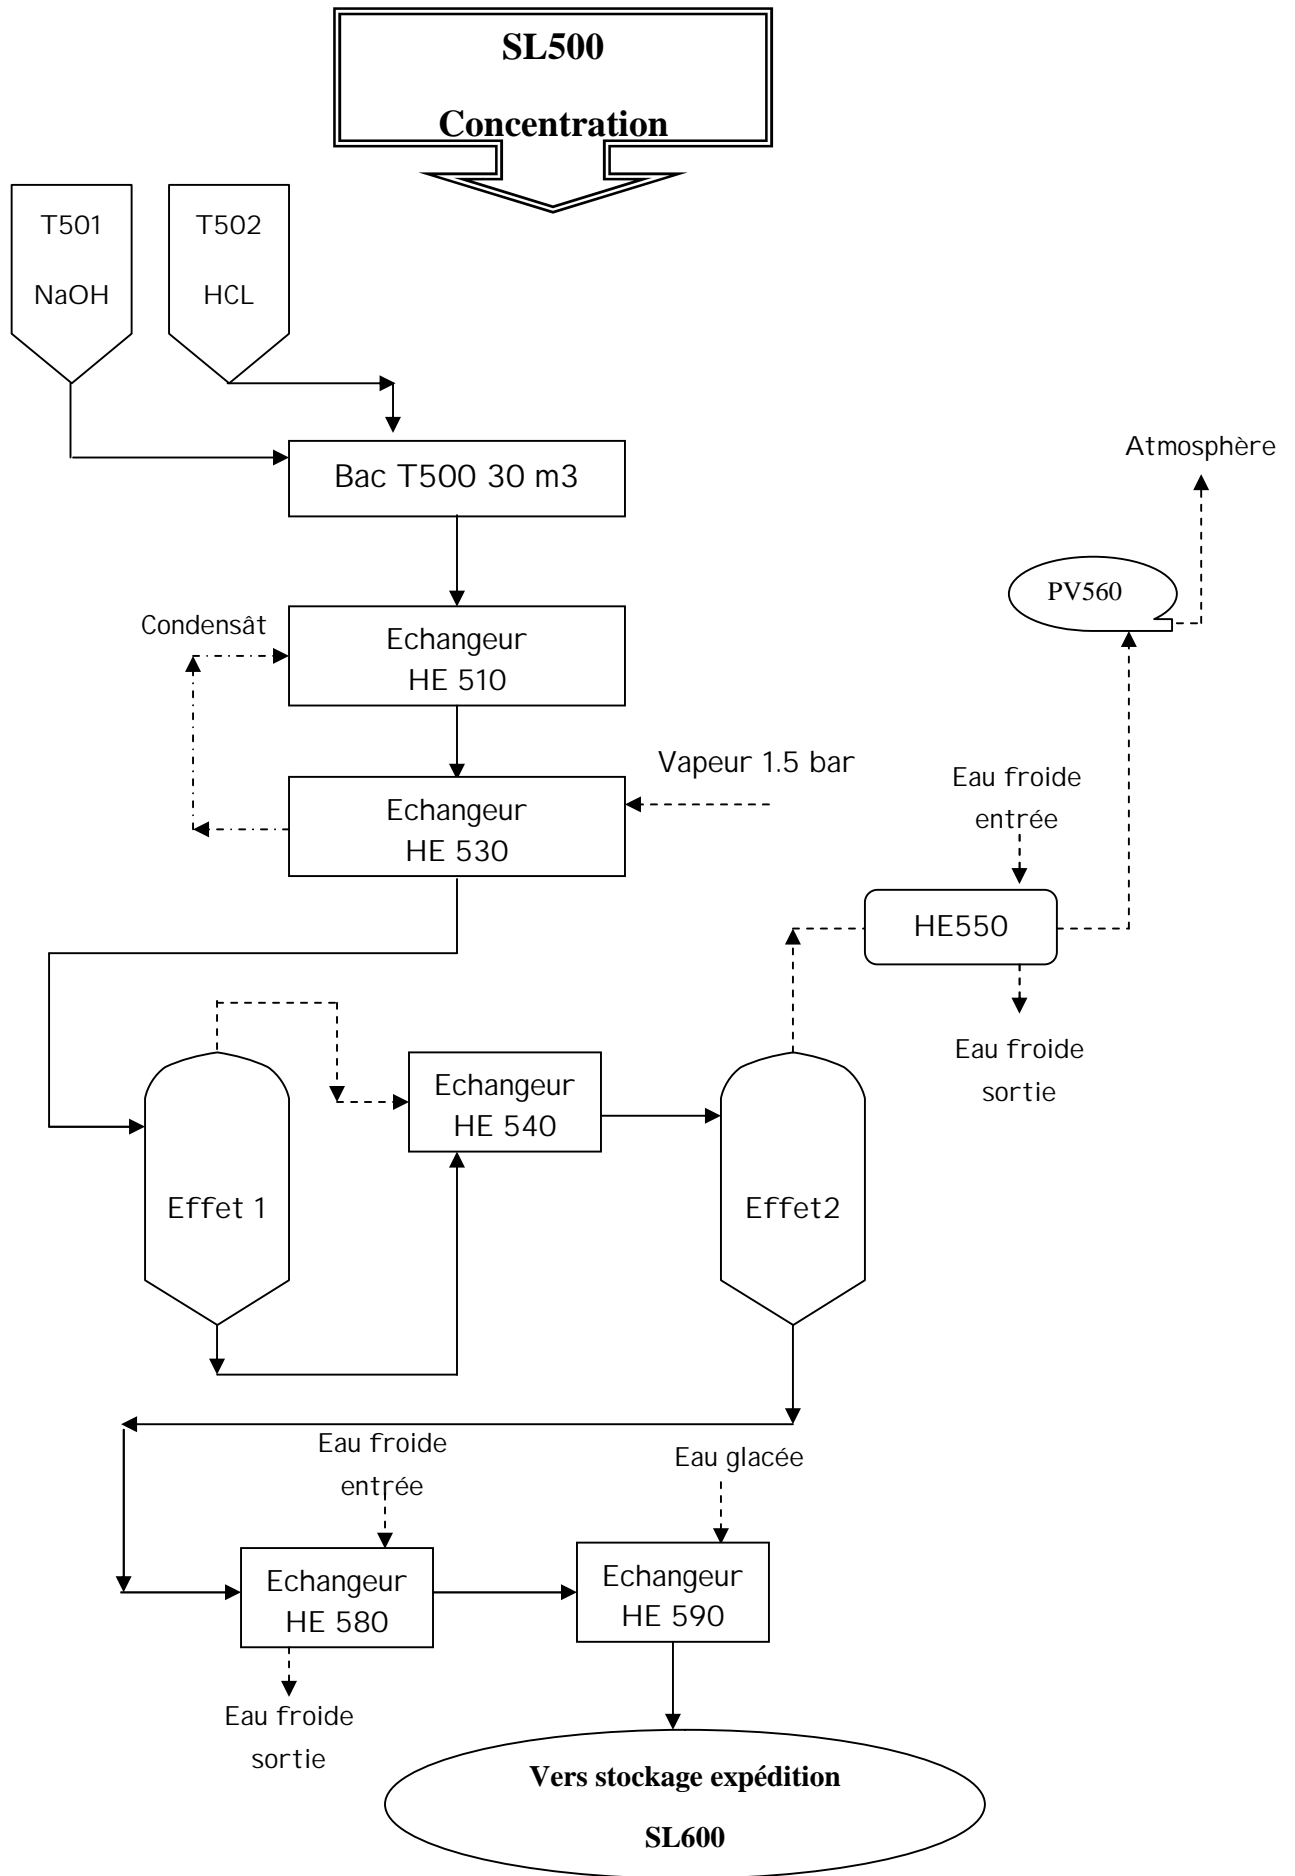 SL500
Concentration
T501
NaOH
T502
HCL
Bac T500 30 m3
Atmosphère
PV560
Condensât
Echangeur
HE 510
Vapeur 1.5 bar
Echangeur
HE 530
Eau froide
entrée
HE550
Eau froide
sortie
Echangeur
HE 540
Effet 1
Effet2
Eau froide
entrée
Eau glacée
Echangeur
HE 580
Echangeur
HE 590
Eau froide
sortie
Vers stockage expédition
SL600